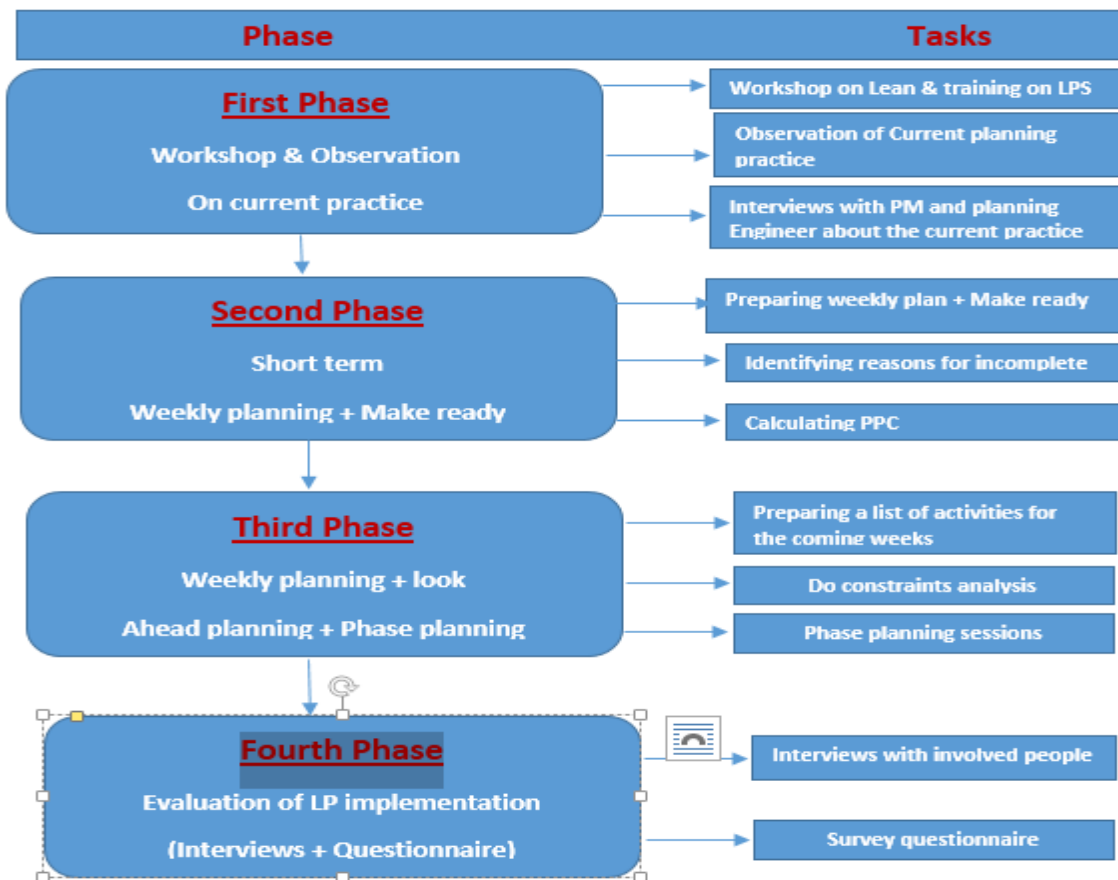 Phase
Tasks
First Phase
Workshop & Observation
On current practice
Workshop on Lean & training on LPS
Observation of Current planning
practice
Interviews with PM and planning
Engineer about the current practice
Second Phase
Short term
Weekly planning + Make ready
Preparing weekly plan + Make ready
Identifying reasons for incomplete
Calculating PPC
Third Phase
Weekly planning + look
Ahead planning + Phase planning
Preparing a list of activities for
the coming weeks
Do constraints analysis
Phase planning sessions
Fourth Phase
Evaluation of LP implementation
(Interviews + Questionnaire)
Interviews with involved people
Survey questionnaire